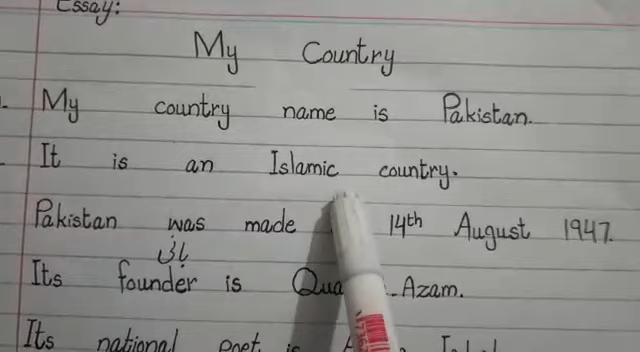 Essay:
My Country
My country name is Pakistan.
It is an Islamic country.
Pakistan was made 14th August 1947.
بانی
Its founder is Azam.
Its national poet is